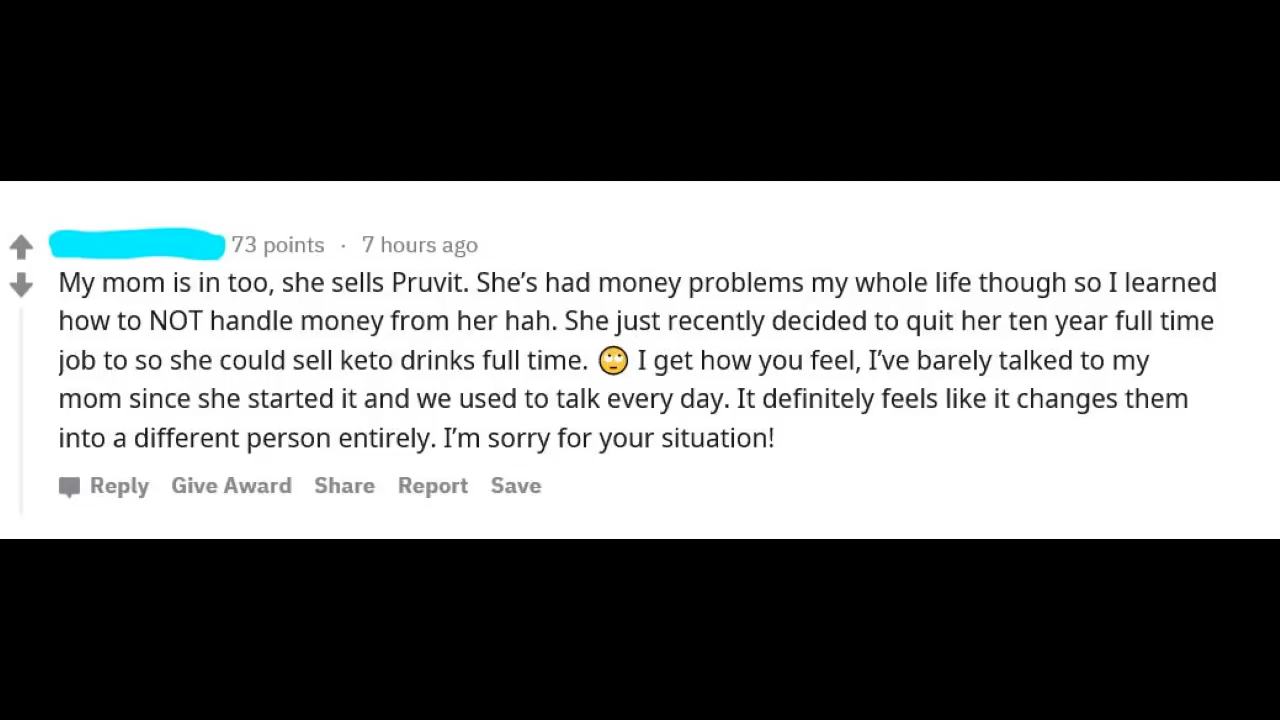 73 points · 7 hours ago
My mom is in too, she sells Pruvit. She’s had money problems my whole life though so I learned
how to NOT handle money from her hah. She just recently decided to quit her ten year full time
job to so she could sell keto drinks full time. 🙄 I get how you feel, I’ve barely talked to my
mom since she started it and we used to talk every day. It definitely feels like it changes them
into a different person entirely. I’m sorry for your situation!
Reply Give Award Share Report Save